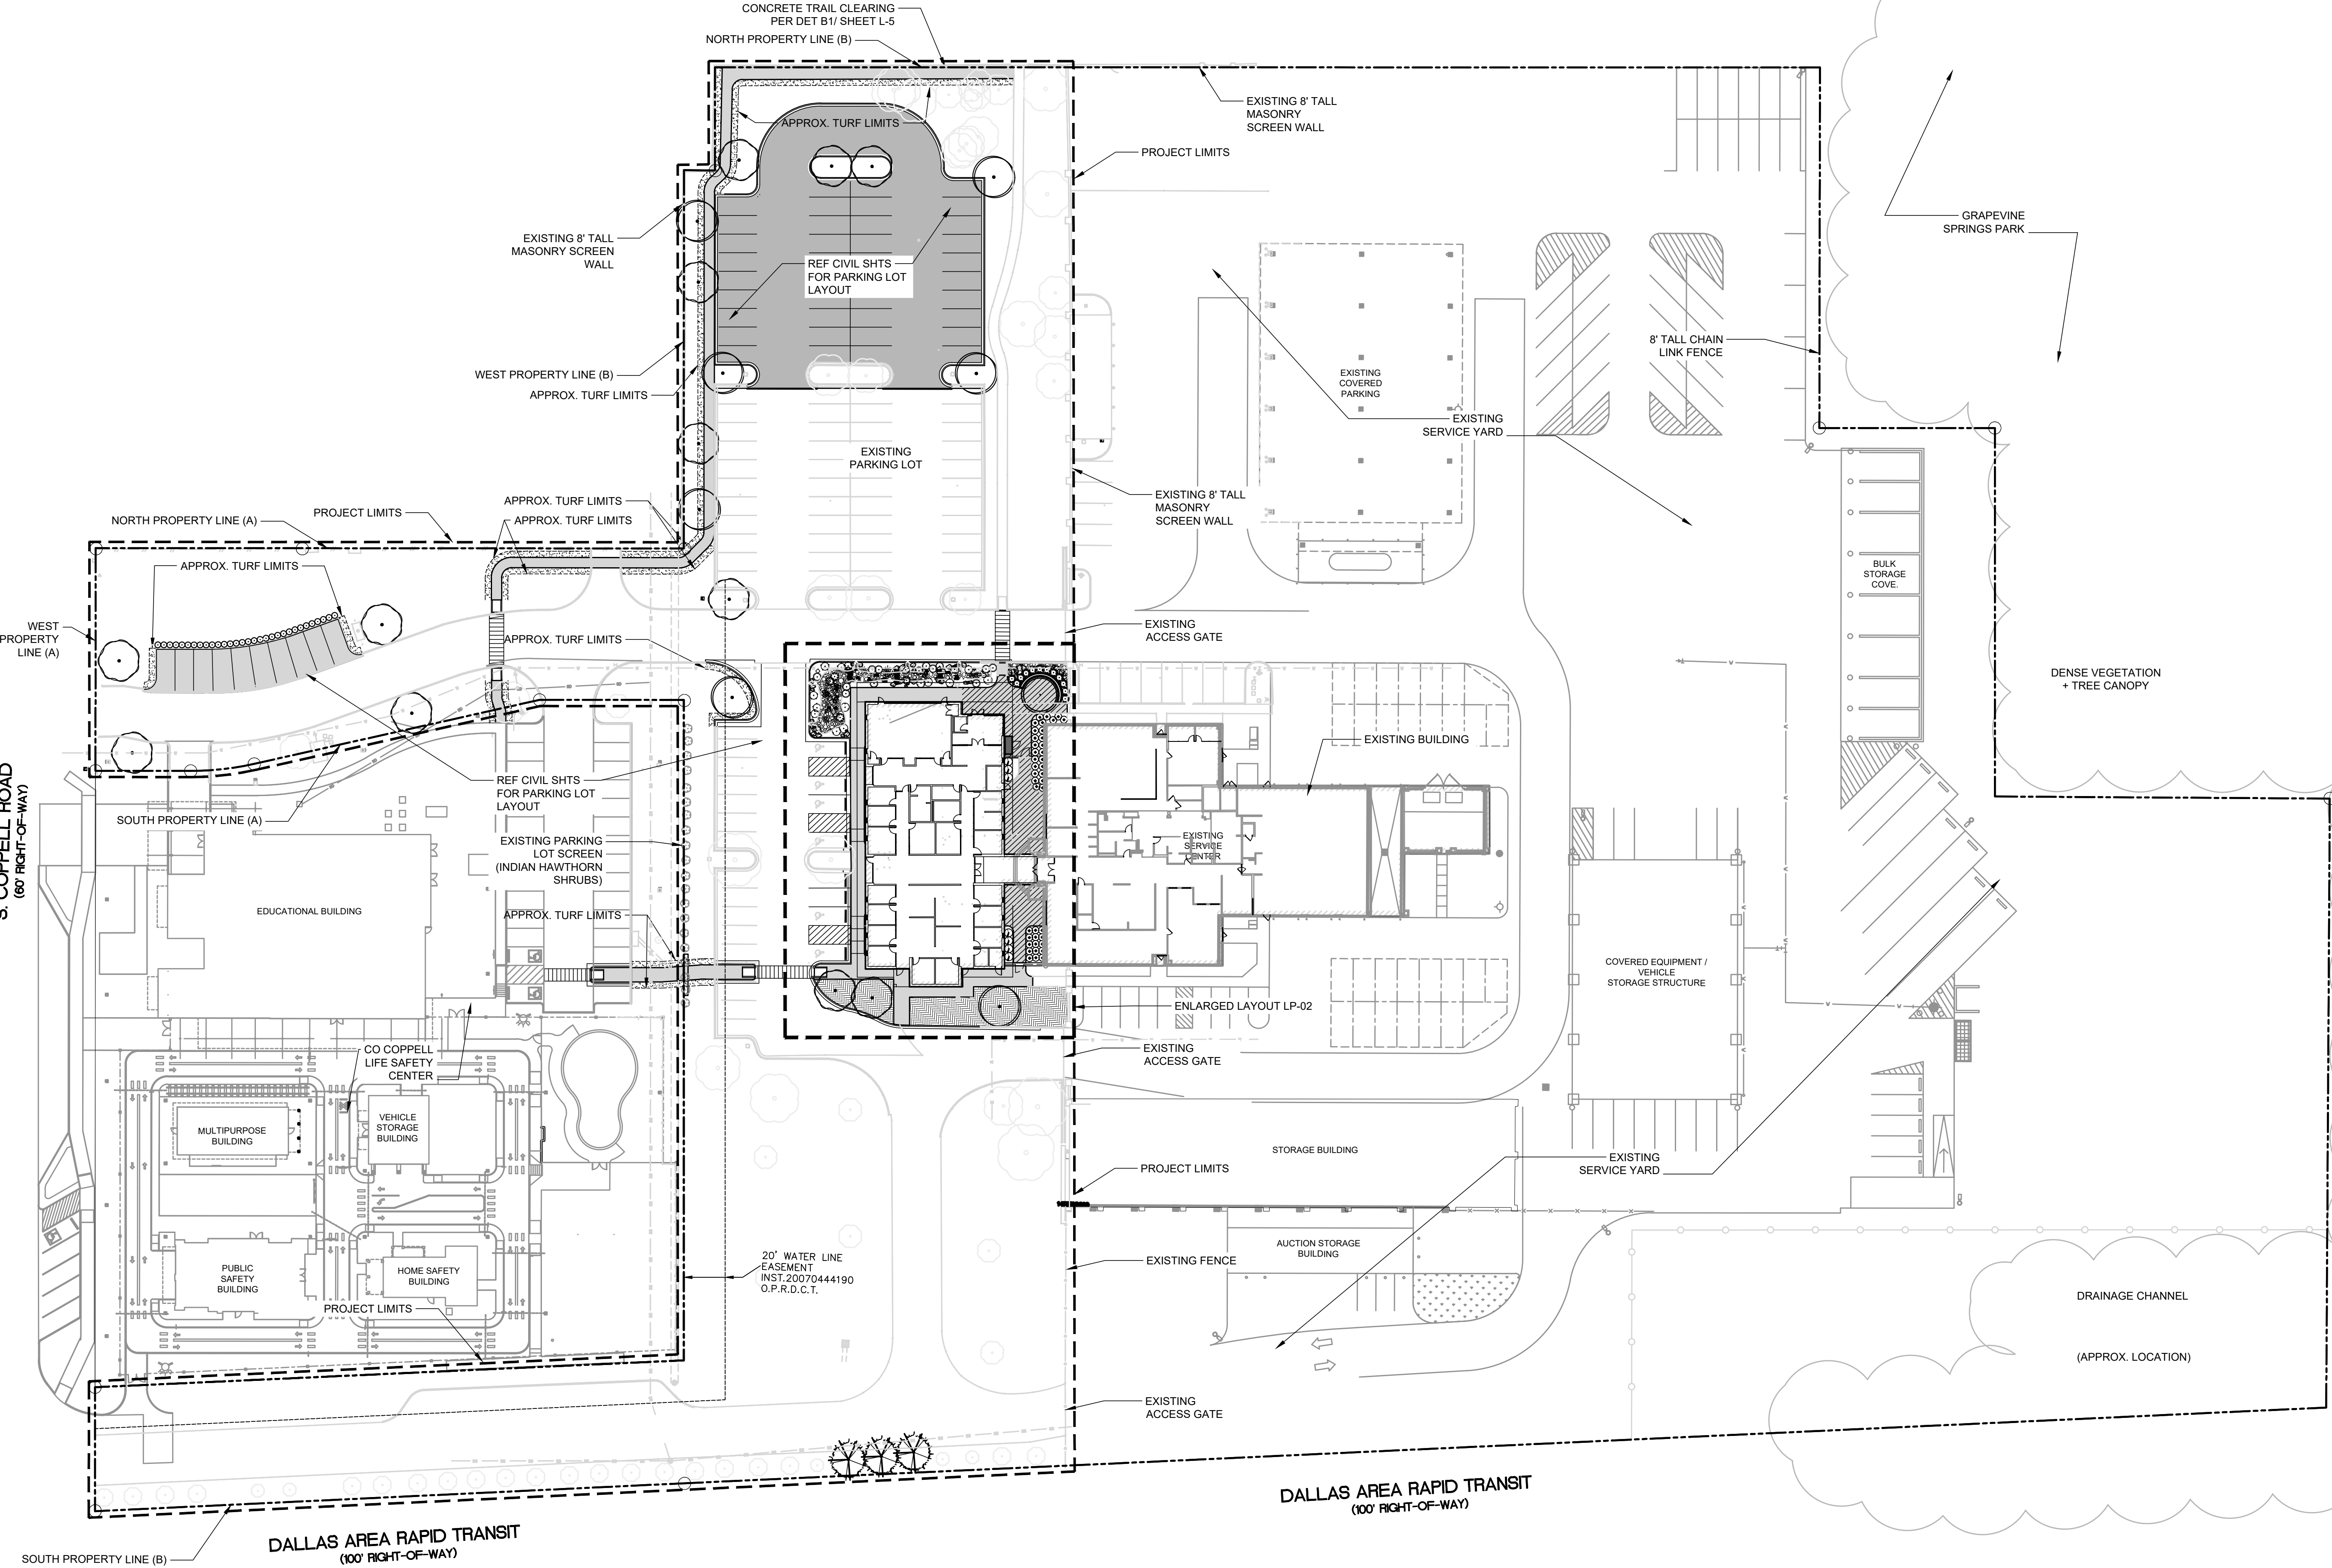 CONCRETE TRAIL CLEARING
PER DET B1/ SHEET L-5
NORTH PROPERTY LINE (B)
EXISTING 8' TALL
MASONRY
SCREEN WALL
APPROX. TURF LIMITS
PROJECT LIMITS
GRAPEVINE
SPRINGS PARK
EXISTING 8' TALL
MASONRY SCREEN
WALL
REF CIVIL SHTS
FOR PARKING LOT
LAYOUT
8' TALL CHAIN
LINK FENCE
WEST PROPERTY LINE (B)
APPROX. TURF LIMITS
EXISTING
COVERED
PARKING
EXISTING
SERVICE YARD
EXISTING
PARKING LOT
EXISTING 8' TALL
MASONRY
SCREEN WALL
APPROX. TURF LIMITS
PROJECT LIMITS
NORTH PROPERTY LINE (A)
APPROX. TURF LIMITS
APPROX. TURF LIMITS
BULK
STORAGE
COVE.
WEST
PROPERTY
LINE (A)
EXISTING
ACCESS GATE
APPROX. TURF LIMITS
DENSE VEGETATION
+ TREE CANOPY
EXISTING BUILDING
S. COPPELL ROAD
(60' RIGHT-OF-WAY)
REF CIVIL SHTS
FOR PARKING LOT
LAYOUT
SOUTH PROPERTY LINE (A)
EXISTING PARKING
LOT SCREEN
(INDIAN HAWTHORN
SHRUBS)
EXISTING
SERVICE
CENTER
EDUCATIONAL BUILDING
APPROX. TURF LIMITS
COVERED EQUIPMENT /
VEHICLE
STORAGE STRUCTURE
ENLARGED LAYOUT LP-02
CO COPPELL
LIFE SAFETY
CENTER
EXISTING
ACCESS GATE
VEHICLE
STORAGE
BUILDING
MULTIPURPOSE
BUILDING
STORAGE BUILDING
EXISTING
SERVICE YARD
PROJECT LIMITS
AUCTION STORAGE
BUILDING
EXISTING FENCE
20' WATER LINE
EASEMENT
INST.20070444190
O.P.R.D.C.T.
PUBLIC
SAFETY
BUILDING
HOME SAFETY
BUILDING
DRAINAGE CHANNEL
PROJECT LIMITS
(APPROX. LOCATION)
EXISTING
ACCESS GATE
DALLAS AREA RAPID TRANSIT
(100' RIGHT-OF-WAY)
DALLAS AREA RAPID TRANSIT
(100' RIGHT-OF-WAY)
SOUTH PROPERTY LINE (B)